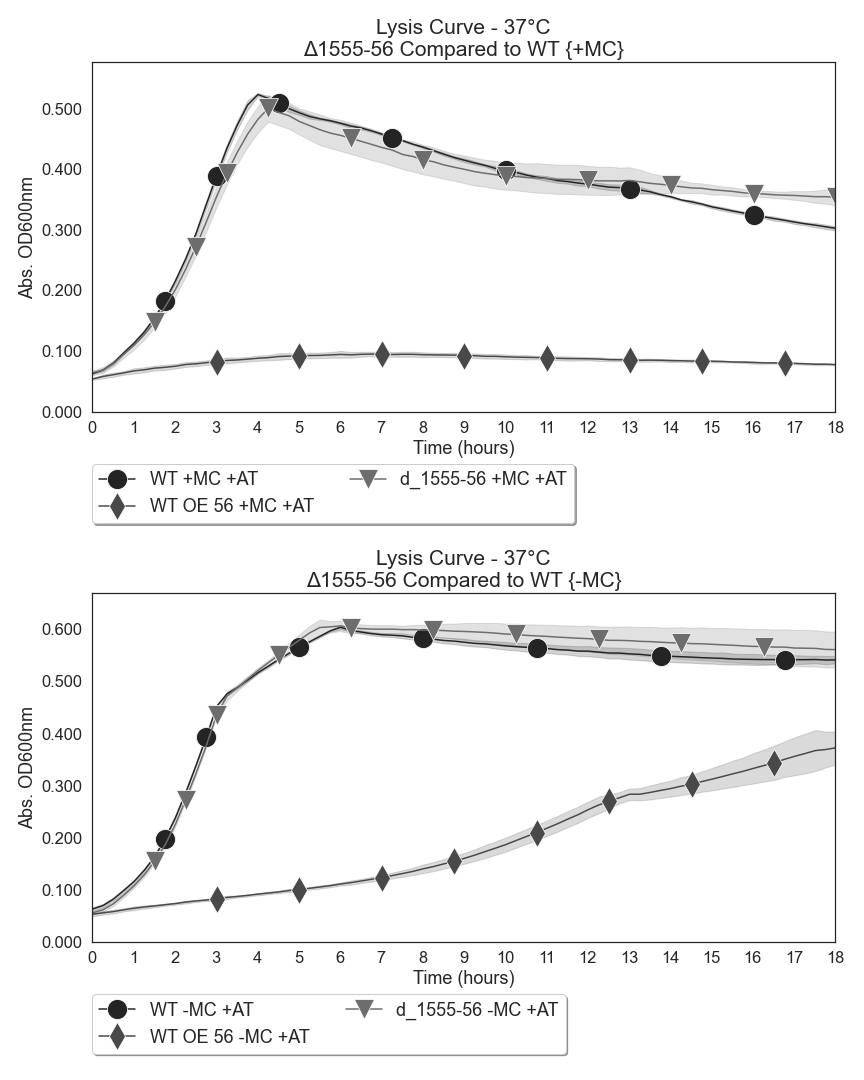 Lysis Curve - 37°C
Δ1555-56 Compared to WT {+MC}
Abs. OD600nm
0.500
0.400
0.300
0.200
0.100
0.000
0 1 2 3 4 5 6 7 8 9 10 11 12 13 14 15 16 17 18
Time (hours)
WT +MC +AT d_1555-56 +MC +AT
WT OE 56 +MC +AT
Lysis Curve - 37°C
Δ1555-56 Compared to WT {-MC}
Abs. OD600nm
0.600
0.500
0.400
0.300
0.200
0.100
0.000
0 1 2 3 4 5 6 7 8 9 10 11 12 13 14 15 16 17 18
Time (hours)
WT -MC +AT d_1555-56 -MC +AT
WT OE 56 -MC +AT